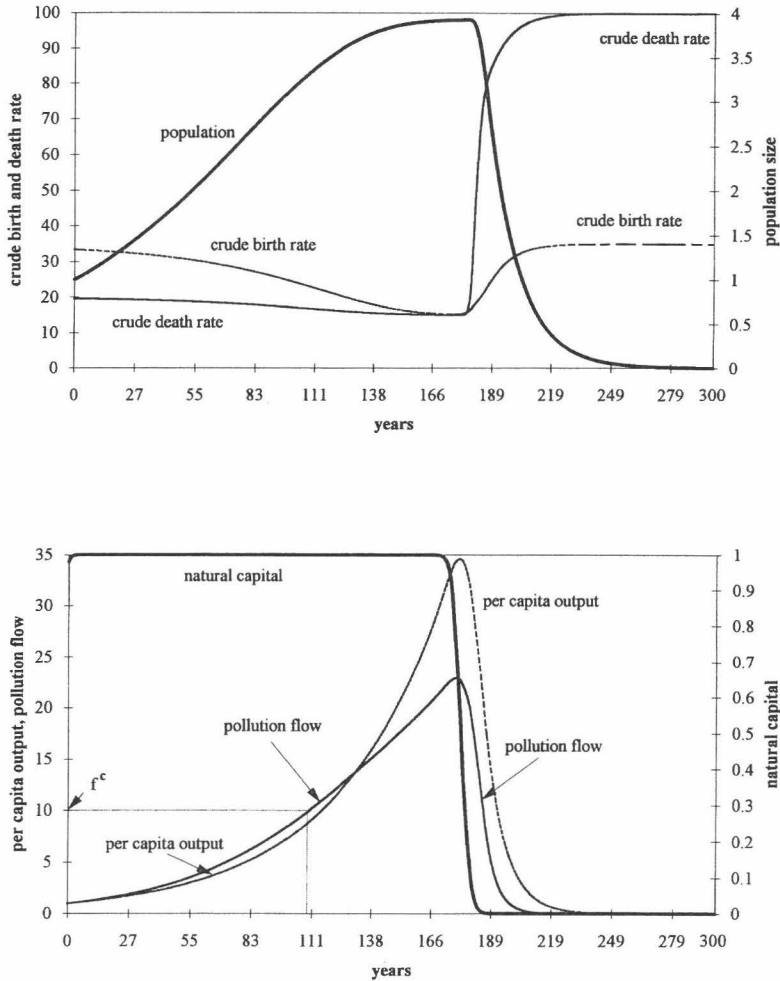 crude birth and death rate
100
90
80
70
60
50
40
30
20
10
0
population
crude birth rate
crude death rate
crude death rate
crude birth rate
4
3.5
3
2.5
2
1.5
1
0.5
0
population size
0 27 55 83 111 138 166 189 219 249 279 300
years
per capita output, pollution flow
35
30
25
20
15
10
5
0
natural capital
per capita output
pollution flow
pollution flow
f^c
per capita output
1
0.9
0.8
0.7
0.6
0.5
0.4
0.3
0.2
0.1
0
natural capital
0 27 55 83 111 138 166 189 219 249 279 300
years